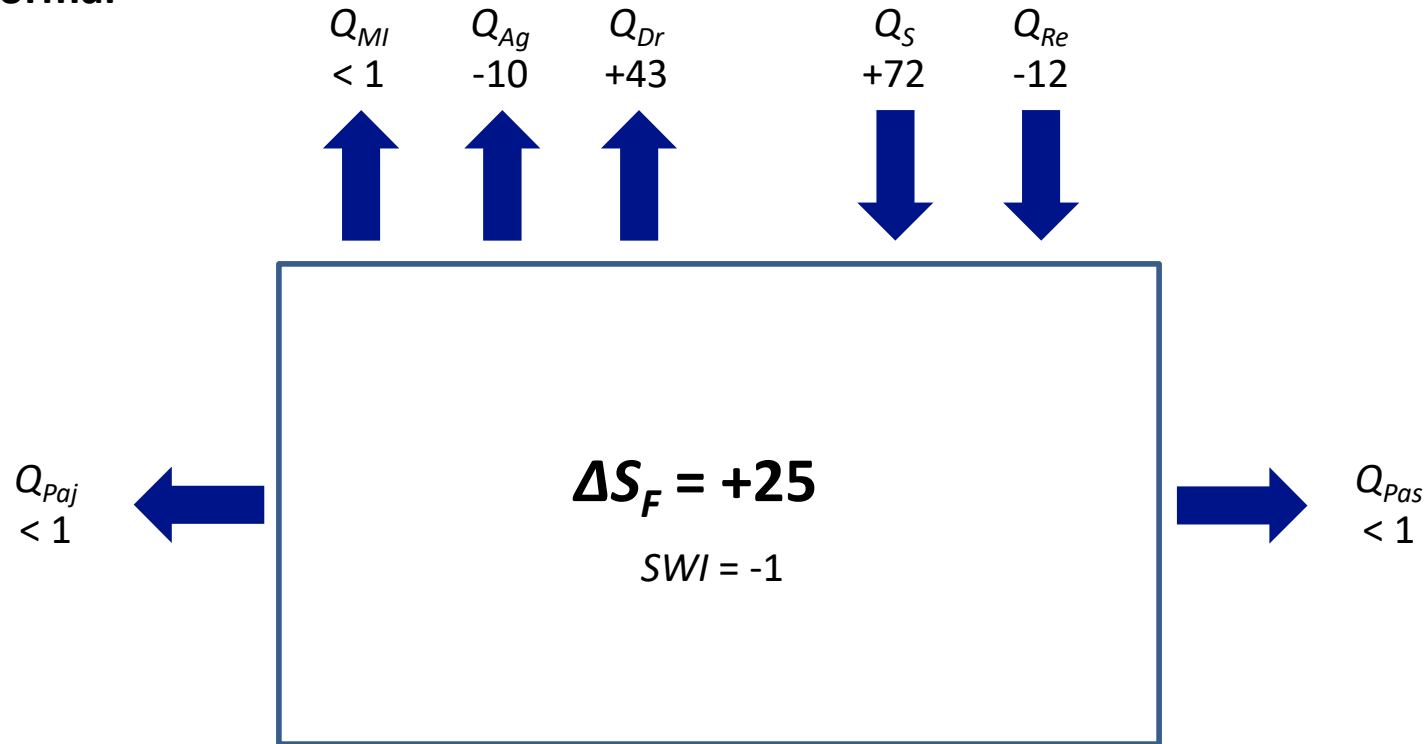 Q_MI Q_Ag Q_Dr Q_S Q_Re
< 1 -10 +43 +72 -12
Q_Paj
< 1
ΔS_F = +25
SWI = -1
Q_Pas
< 1